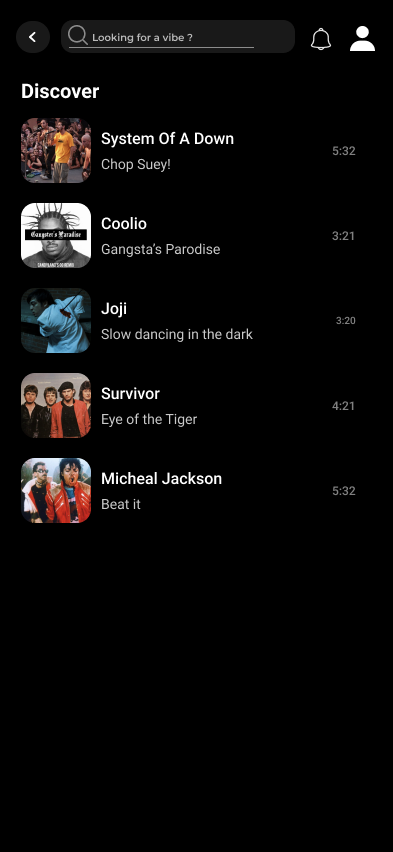 Looking for a vibe ?
Discover
System Of A Down
Chop Suey!
5:32
Coolio
Gangsta's Parodise
3:21
Gangsta's Paradise
Joji
Slow dancing in the dark
3:20
Survivor
Eye of the Tiger
4:21
Micheal Jackson
Beat it
5:32